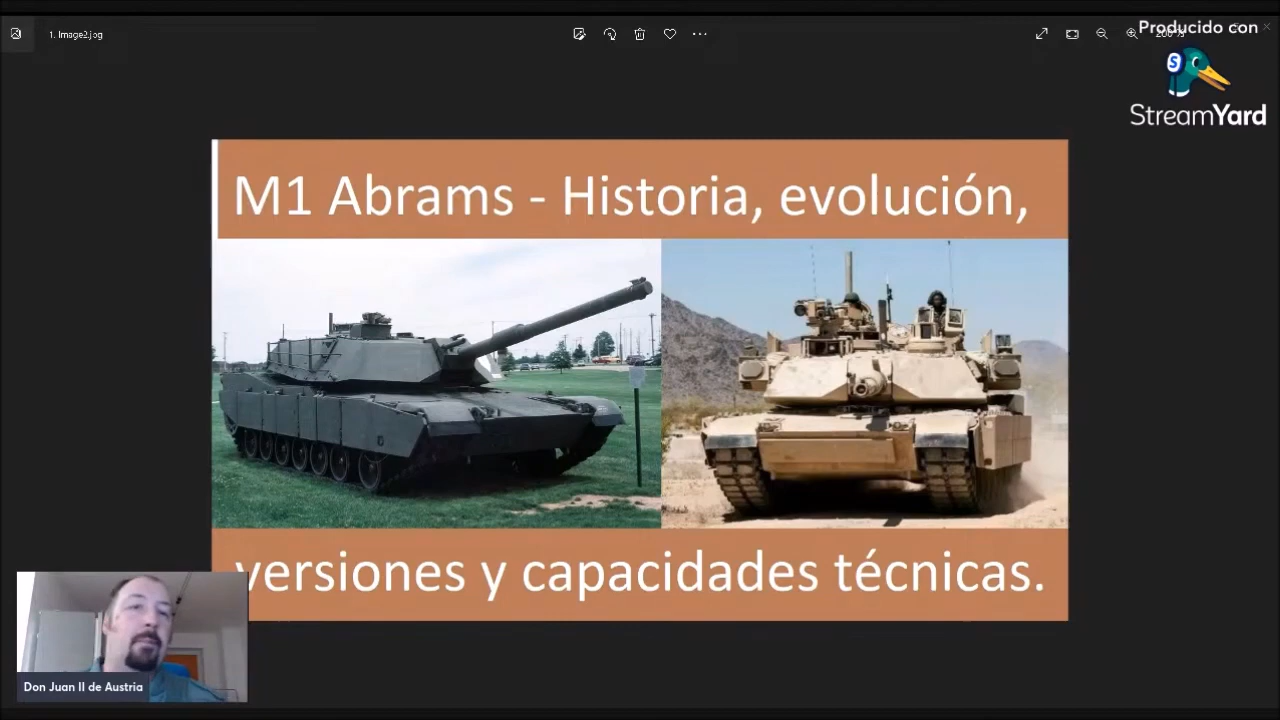 1. Image2.jpg
Producido con
StreamYard
M1 Abrams - Historia, evolución,
versiones y capacidades técnicas.
Don Juan II de Austria